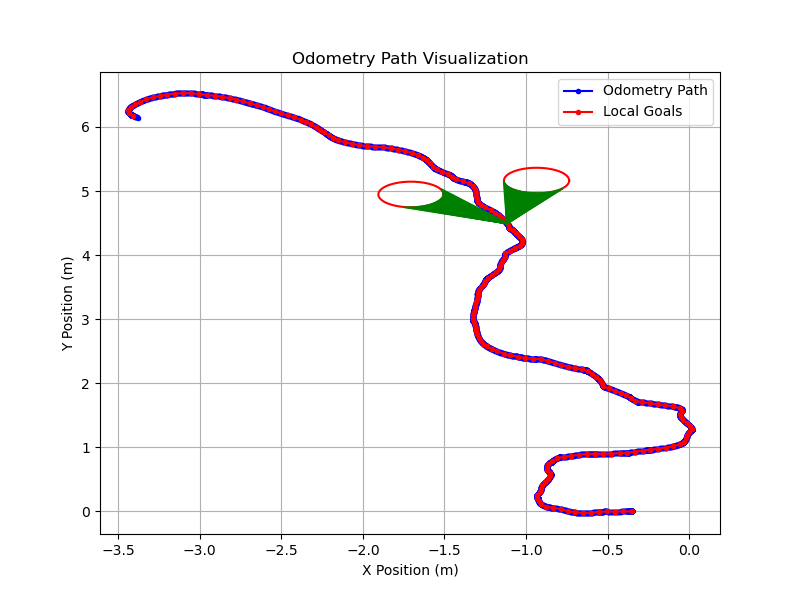 Odometry Path Visualization
Odometry Path
Local Goals
Y Position (m)
6
5
4
3
2
1
0
−3.5 −3.0 −2.5 −2.0 −1.5 −1.0 −0.5 0.0
X Position (m)